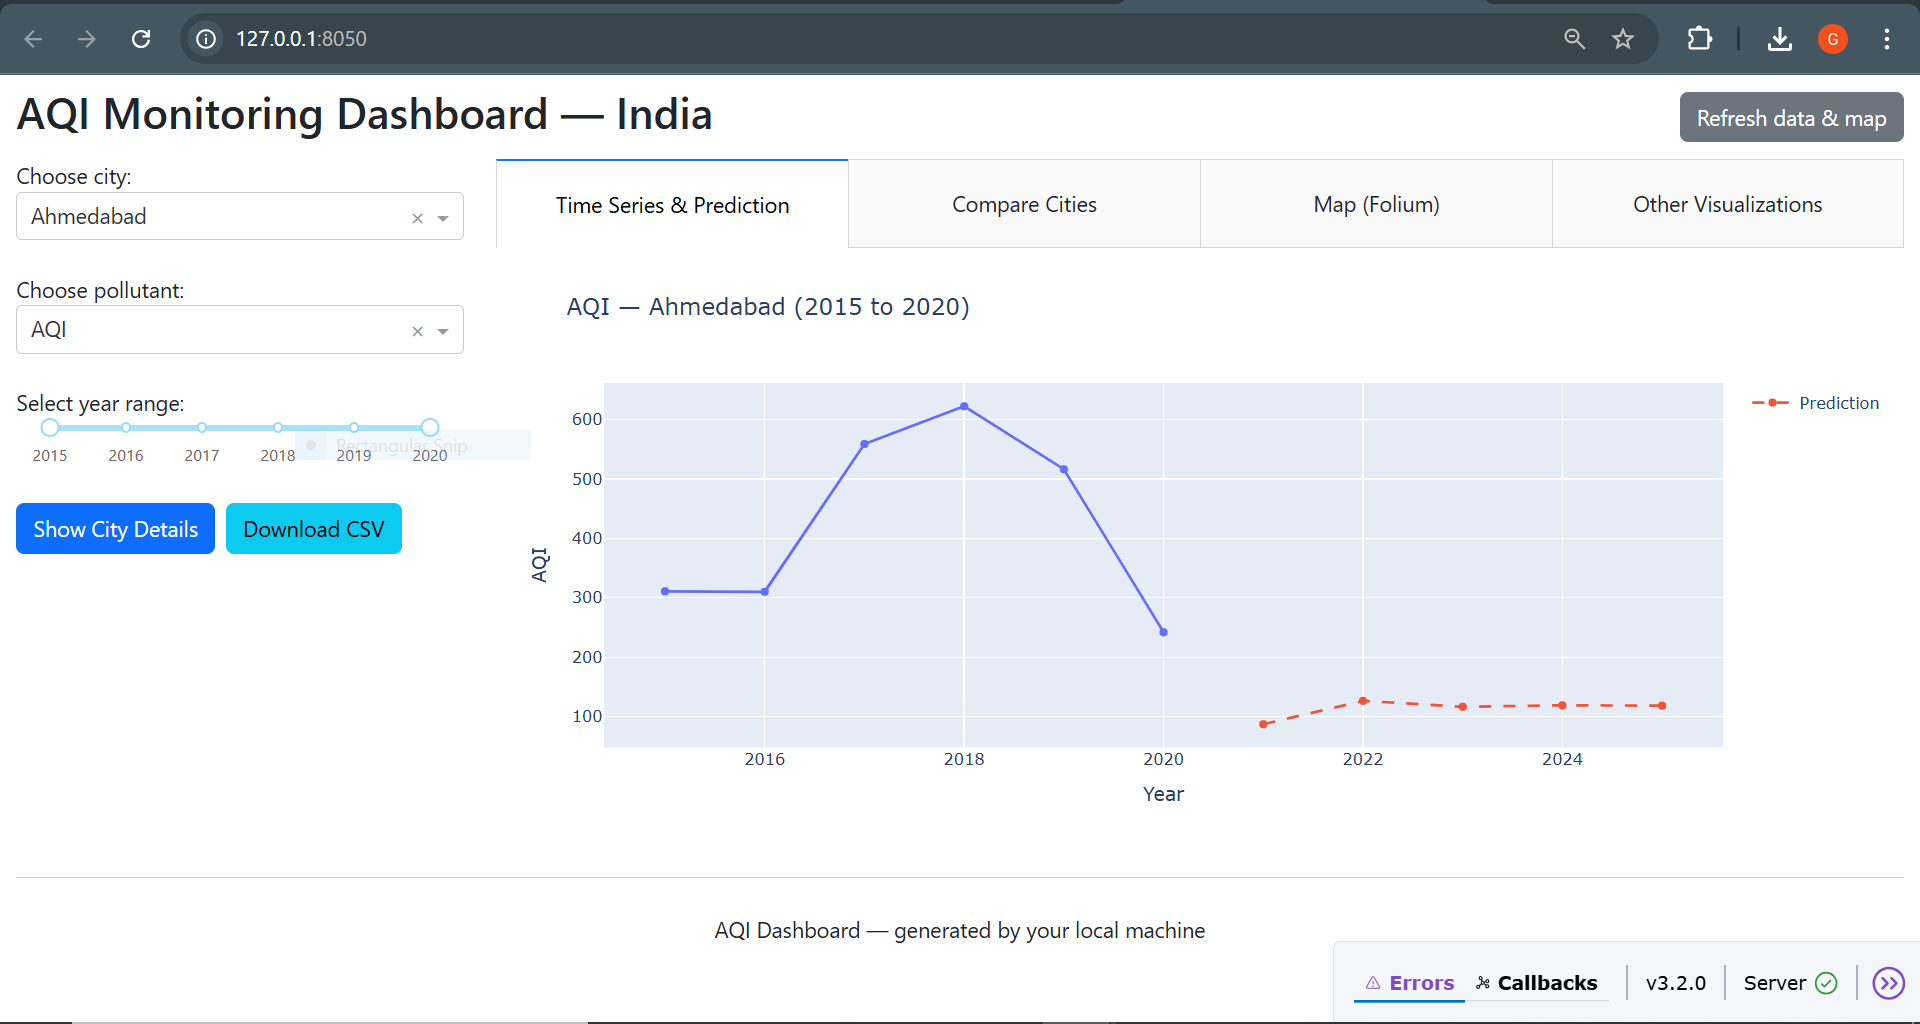 127.0.0.1:8050
G
AQI Monitoring Dashboard — India
Refresh data & map
Choose city:
Ahmedabad
Choose pollutant:
AQI
Select year range:
Rectangular Snip
2015 2016 2017 2018 2019 2020
Show City Details Download CSV
Time Series & Prediction Compare Cities Map (Folium) Other Visualizations
AQI — Ahmedabad (2015 to 2020)
Prediction
600
500
400
300
200
100
AQI
2016 2018 2020 2022 2024
Year
AQI Dashboard — generated by your local machine
Errors Callbacks v3.2.0 Server